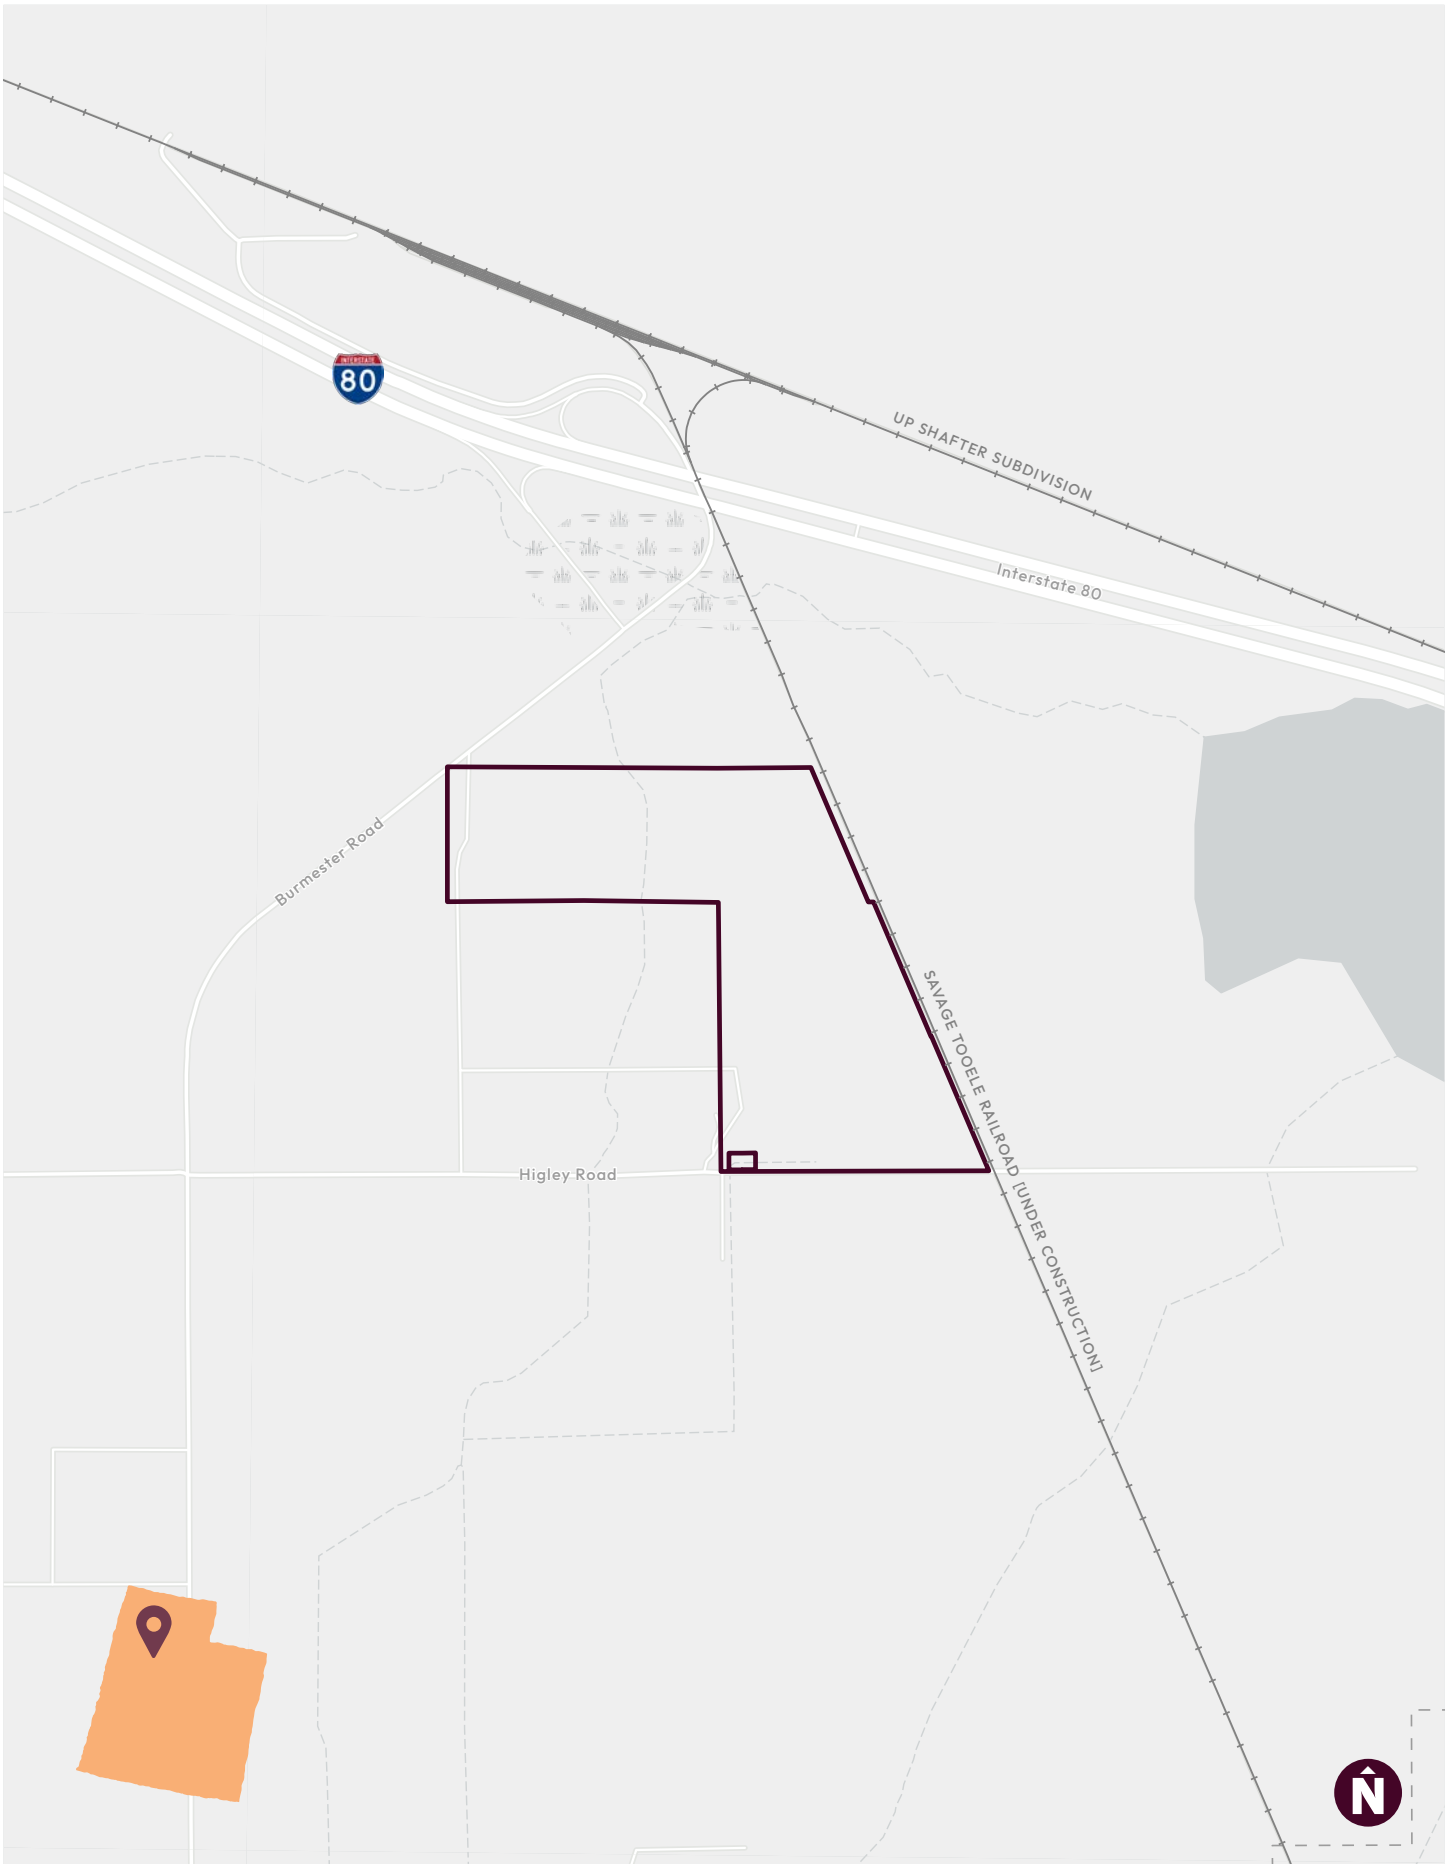 INTERSTATE
80
UP SHAFTER SUBDIVISION
Interstate 80
Burmester Road
SAVAGE TOOELE RAILROAD [UNDER CONSTRUCTION]
Higley Road
N